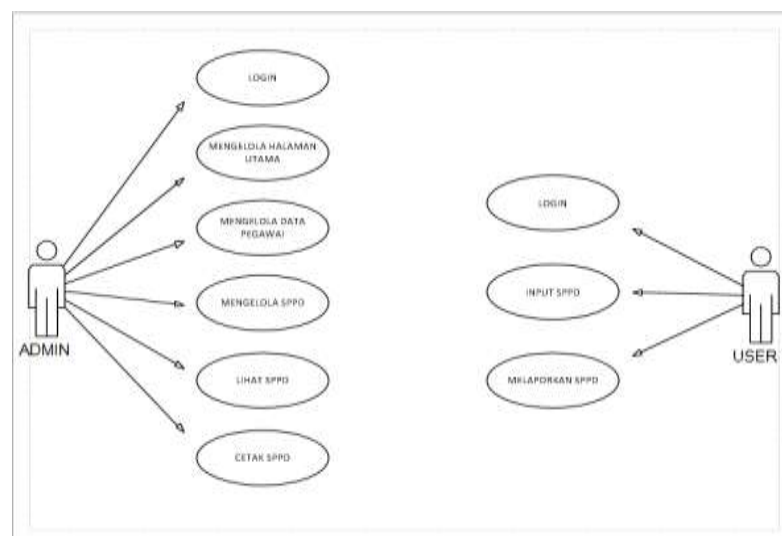 LOGIN
MENGELOLA HALAMAN
UTAMA
MENGELOLA DATA
PEGAWAI
MENGELOLA SPPD
LIHAT SPPD
CETAK SPPD
ADMIN
LOGIN
INPUT SPPD
MELAPORKAN SPPD
USER